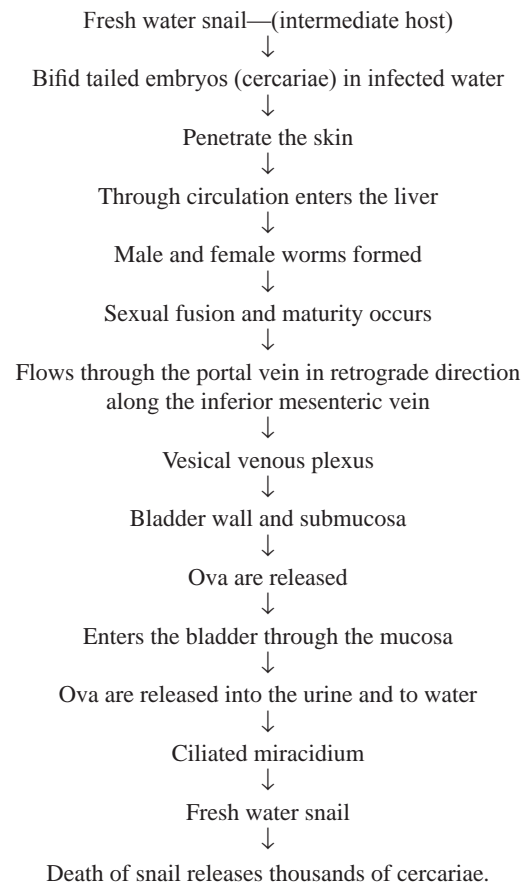 Fresh water snail—(intermediate host)
↓
Bifid tailed embryos (cercariae) in infected water
↓
Penetrate the skin
↓
Through circulation enters the liver
↓
Male and female worms formed
↓
Sexual fusion and maturity occurs
↓
Flows through the portal vein in retrograde direction
along the inferior mesenteric vein
↓
Vesical venous plexus
↓
Bladder wall and submucosa
↓
Ova are released
↓
Enters the bladder through the mucosa
↓
Ova are released into the urine and to water
↓
Ciliated miracidium
↓
Fresh water snail
↓
Death of snail releases thousands of cercariae.